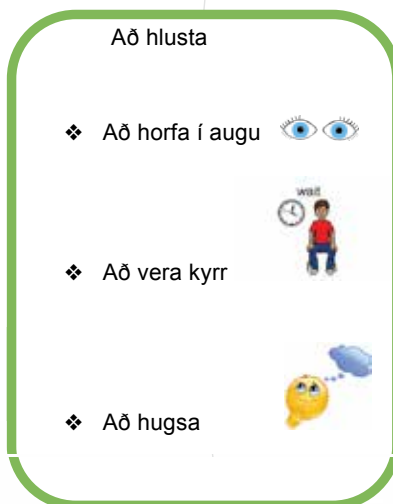 Að hlusta
❖ Að horfa í augu
wait
❖ Að vera kyrr
❖ Að hugsa